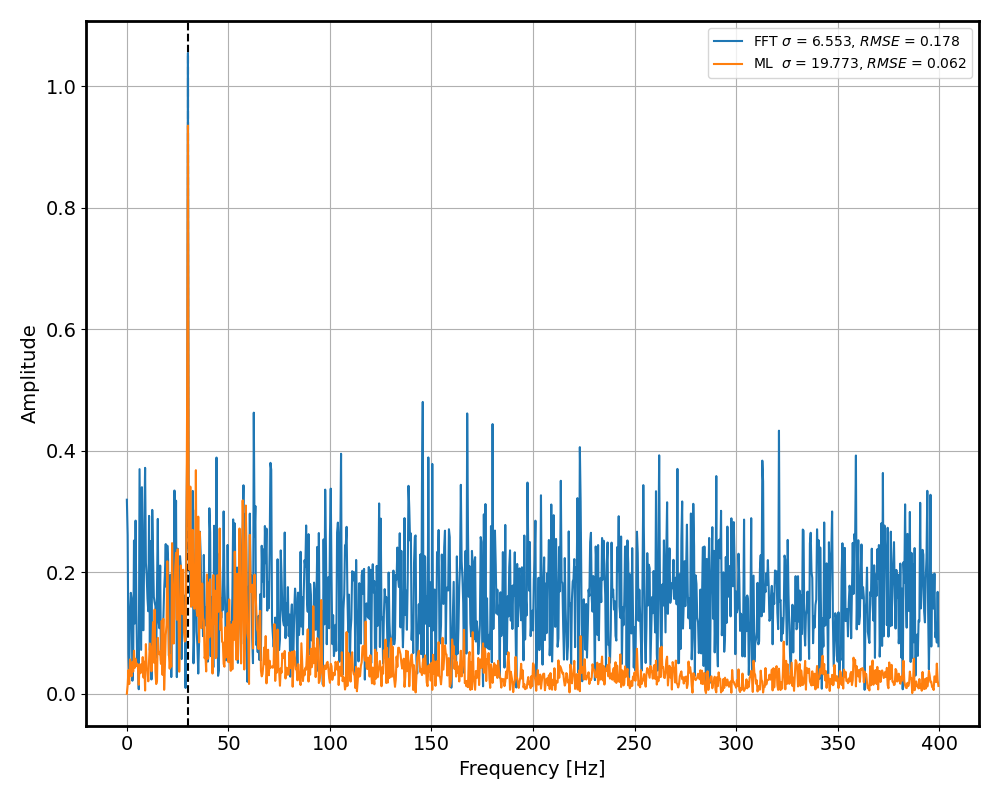 FFT σ = 6.553, RMSE = 0.178
ML σ = 19.773, RMSE = 0.062
1.0
0.8
0.6
0.4
0.2
0.0
Amplitude
0 50 100 150 200 250 300 350 400
Frequency [Hz]